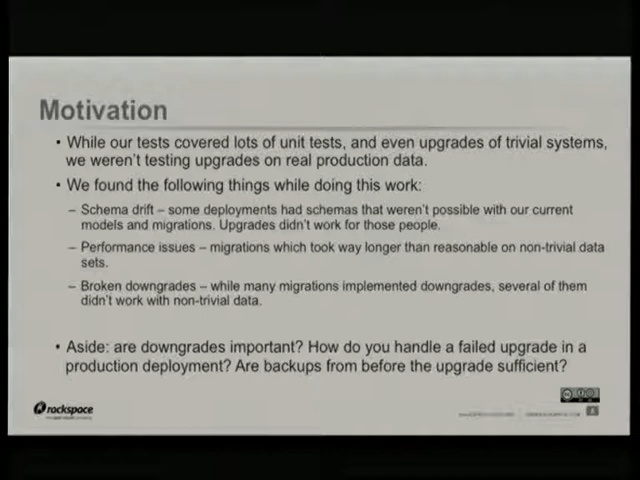 Motivation
• While our tests covered lots of unit tests, and even upgrades of trivial systems,
we weren't testing upgrades on real production data.
• We found the following things while doing this work:
– Schema drift – some deployments had schemas that weren't possible with our current
models and migrations. Upgrades didn't work for those people.
– Performance issues – migrations which took way longer than reasonable on non-trivial data
sets.
– Broken downgrades – while many migrations implemented downgrades, several of them
didn't work with non-trivial data.
• Aside: are downgrades important? How do you handle a failed upgrade in a
production deployment? Are backups from before the upgrade sufficient?
rackspace